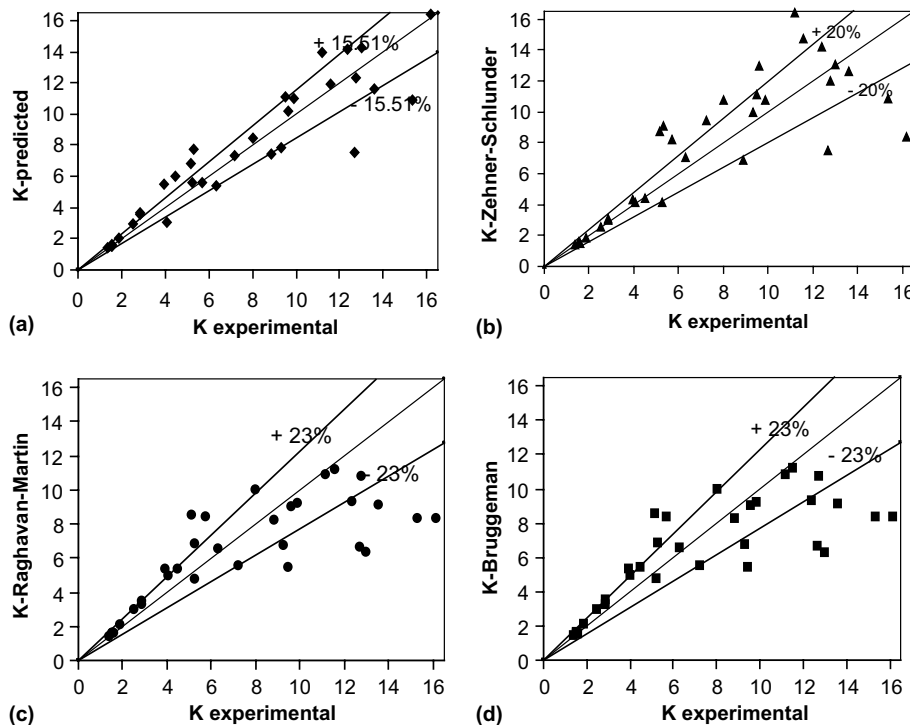 16
14
12
10
8
6
4
2
0
K-predicted
+ 15.51%
- 15.51%
0 2 4 6 8 10 12 14 16
K experimental
(a)
16
14
12
10
8
6
4
2
0
K-Zehner-Schlunder
+ 20%
- 20%
0 2 4 6 8 10 12 14 16
K experimental
(b)
16
14
12
10
8
6
4
2
0
K-Raghavan-Martin
+ 23%
- 23%
0 2 4 6 8 10 12 14 16
K experimental
(c)
16
14
12
10
8
6
4
2
0
K-Bruggeman
+ 23%
- 23%
0 2 4 6 8 10 12 14 16
K experimental
(d)